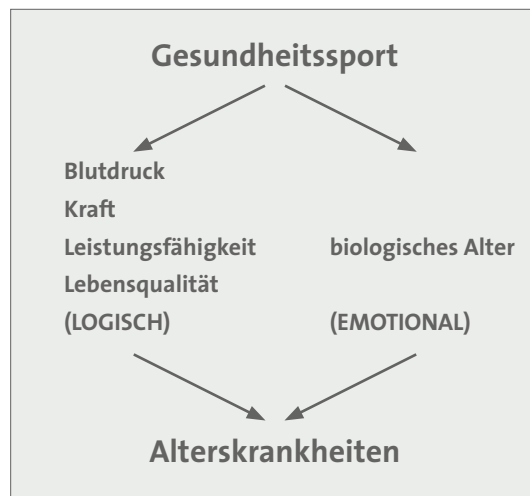 Gesundheitssport
Blutdruck
Kraft
Leistungsfähigkeit
Lebensqualität
(LOGISCH)
biologisches Alter
(EMOTIONAL)
Alterskrankheiten